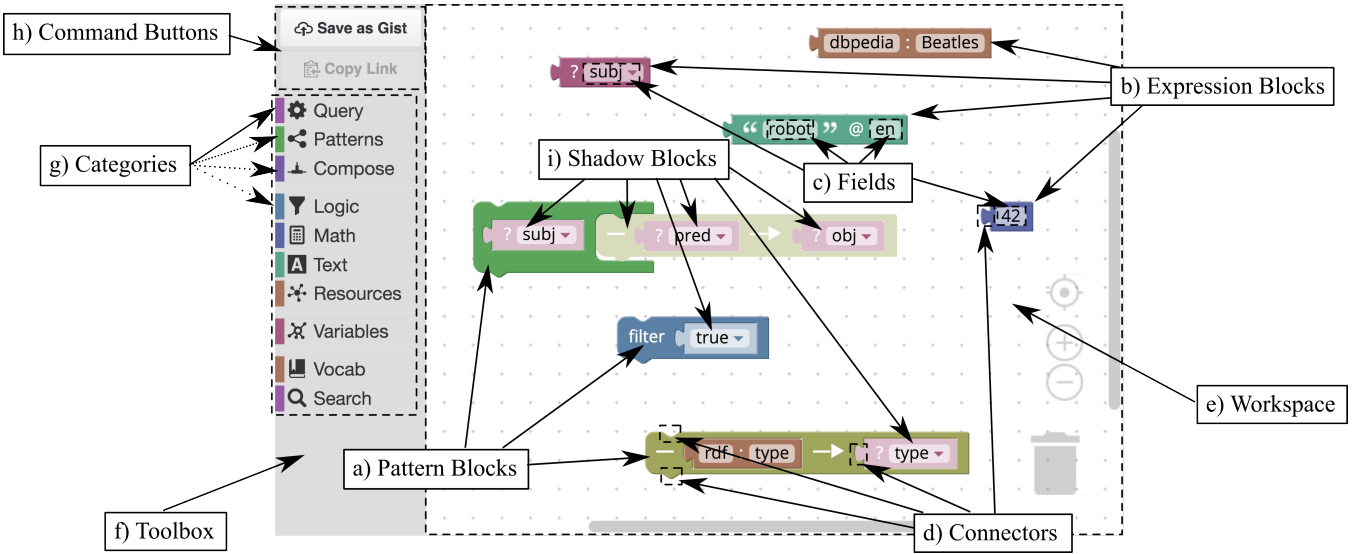 h) Command Buttons
Save as Gist
Copy Link
dbpedia : Beatles
? subj
b) Expression Blocks
“ robot ” @ en
g) Categories
Query
Patterns
Compose
Logic
Math
Text
Resources
Variables
Vocab
Search
i) Shadow Blocks
c) Fields
42
? subj
? pred
? obj
filter true
e) Workspace
a) Pattern Blocks
rdf : type
? type
f) Toolbox
d) Connectors